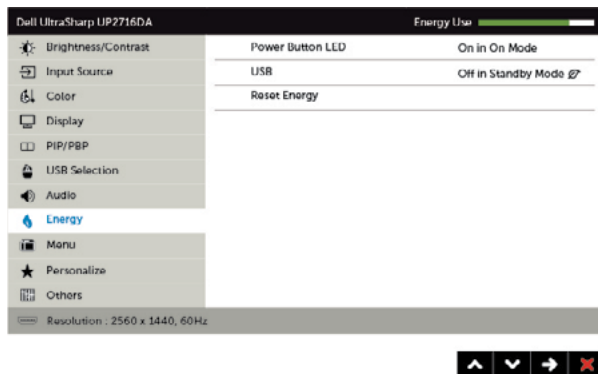 Dell UltraSharp UP2716DA Energy Use
Brightness/Contrast Power Button LED On in On Mode
Input Source USB Off in Standby Mode
Color Reset Energy
Display
PIP/PBP
USB Selection
Audio
Energy
Menu
Personalize
Others
Resolution : 2560 x 1440, 60Hz